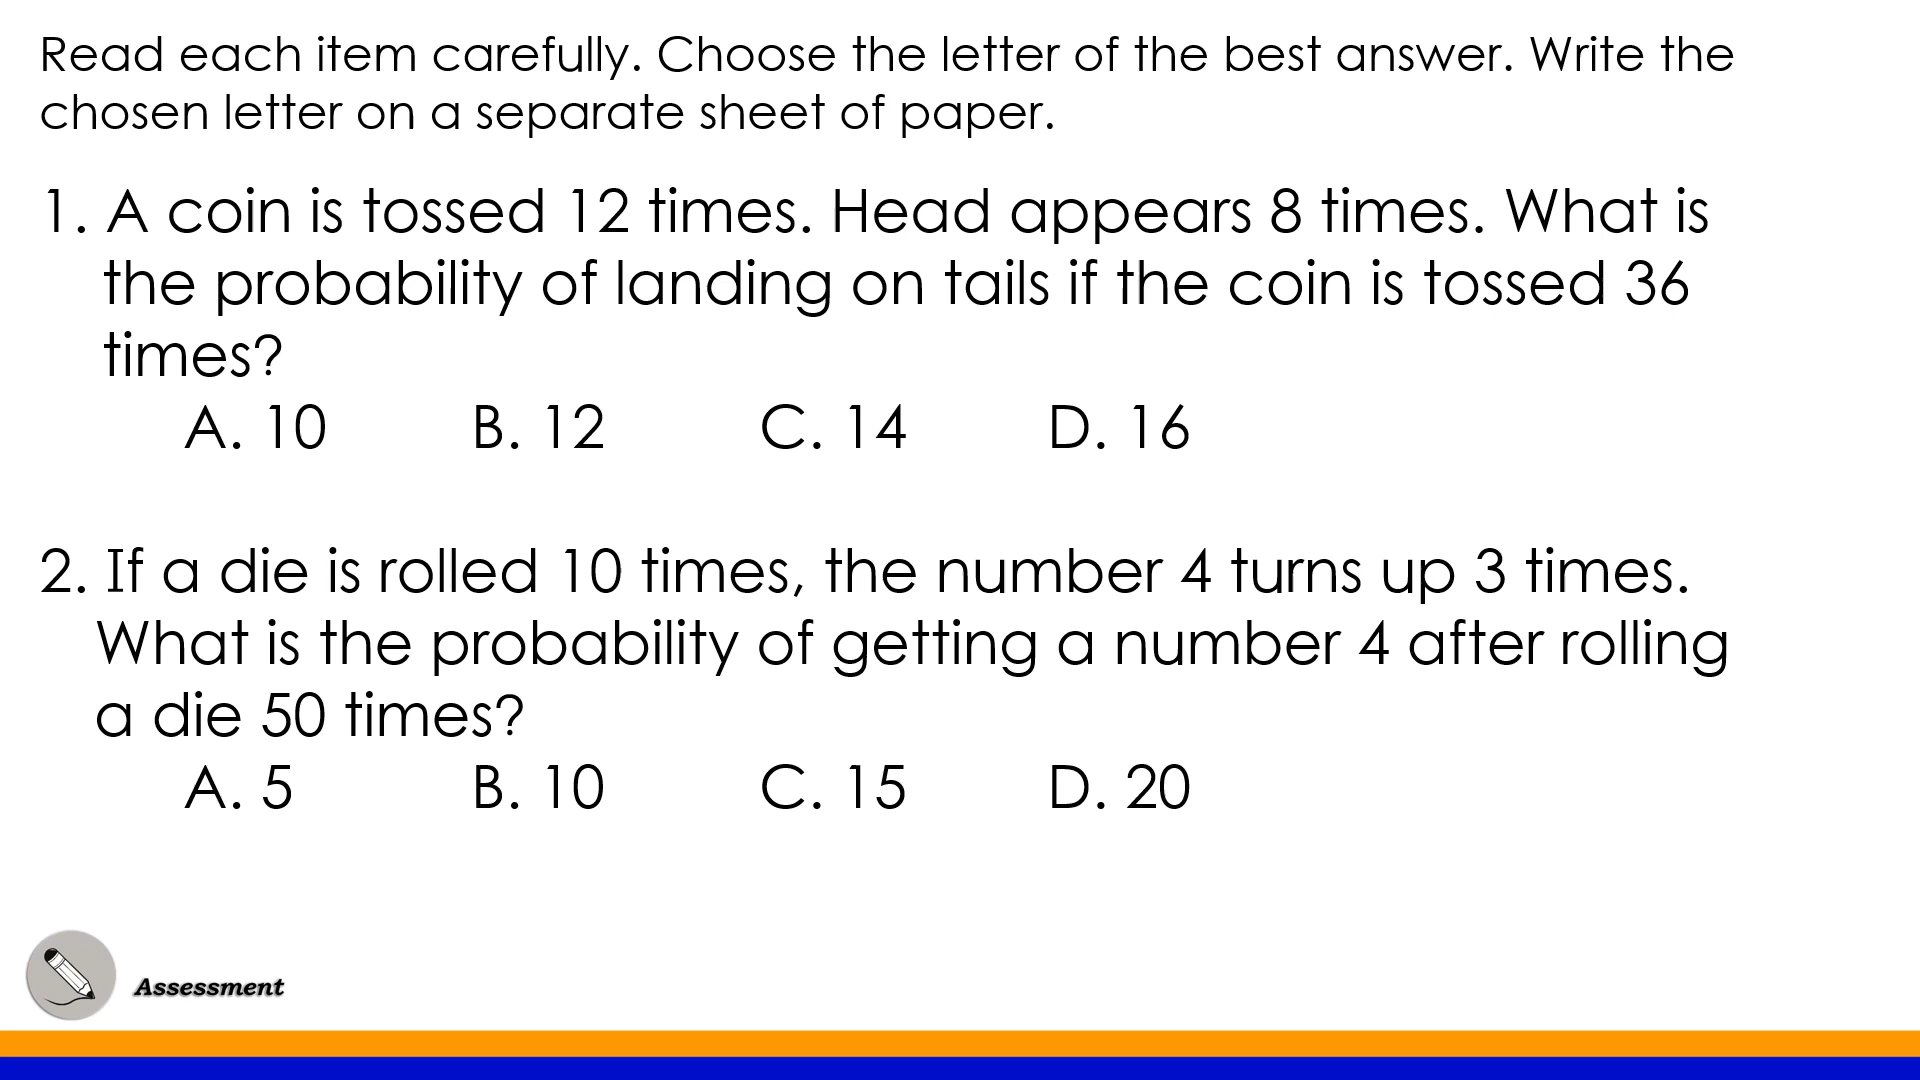 Read each item carefully. Choose the letter of the best answer. Write the
chosen letter on a separate sheet of paper.
1. A coin is tossed 12 times. Head appears 8 times. What is
the probability of landing on tails if the coin is tossed 36
times?
A. 10 B. 12 C. 14 D. 16
2. If a die is rolled 10 times, the number 4 turns up 3 times.
What is the probability of getting a number 4 after rolling
a die 50 times?
A. 5 B. 10 C. 15 D. 20
Assessment